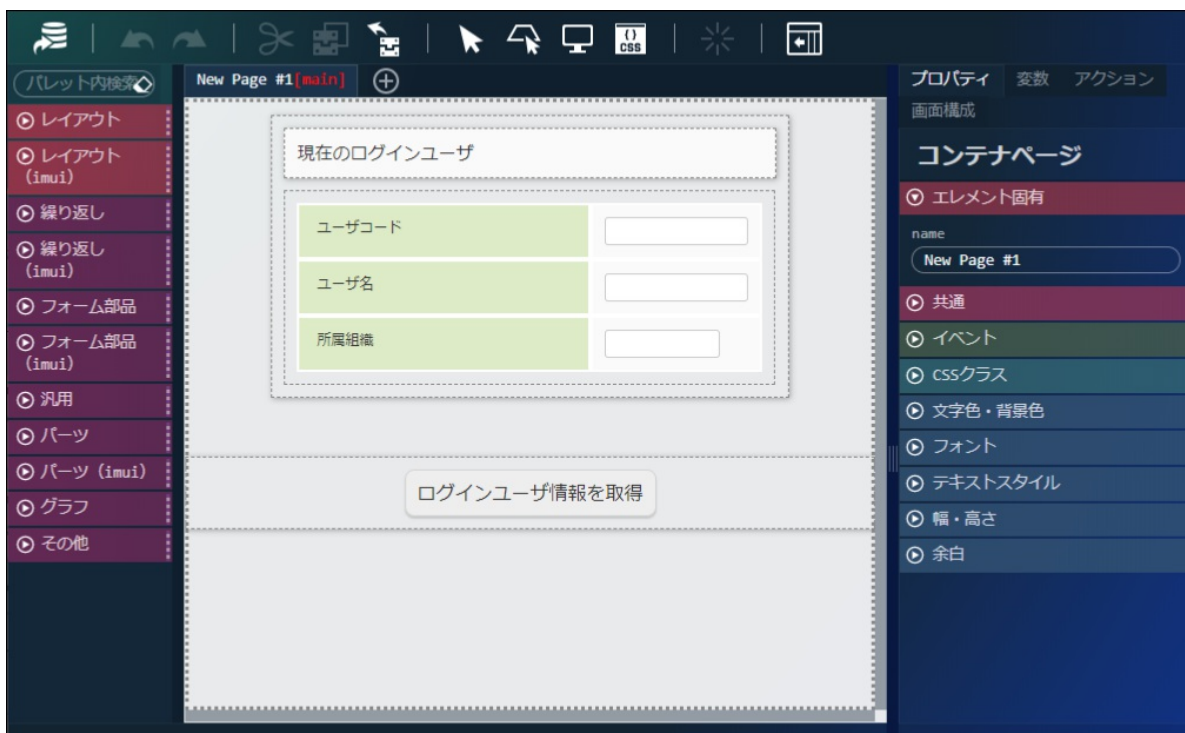 {} CSS
パレット内検索
New Page #1[main]
プロパティ 変数 アクション
画面構成
レイアウト
レイアウト
(imui)
繰り返し
繰り返し
(imui)
フォーム部品
フォーム部品
(imui)
汎用
パーツ
パーツ (imui)
グラフ
その他
現在のログインユーザ
ユーザコード
ユーザ名
所属組織
ログインユーザ情報を取得
コンテナページ
エレメント固有
name
New Page #1
共通
イベント
CSSクラス
文字色・背景色
フォント
テキストスタイル
幅・高さ
余白